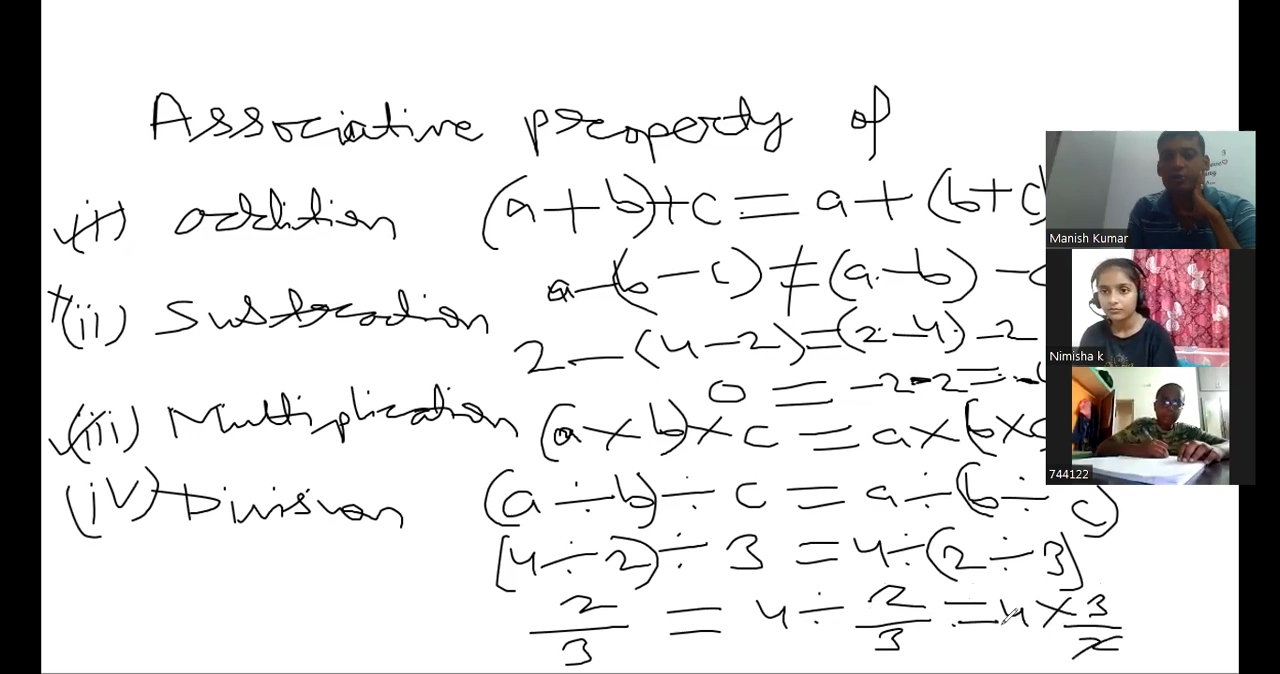 Associative property of
(i) addition (a+b)+c=a+(b+c)
(ii) Subtraction a-(b-c)≠(a-b)-c
2-(4-2)=(2-4)-2
0=-2-2=-4
(iii) Multiplication (a×b)×c=a×(b×c
(iv) Division (a÷b)÷c=a÷(b÷c)
(4÷2)÷3=4÷(2÷3)
2/3=4÷2/3=4×3/2
Manish Kumar
Nimisha k
744122